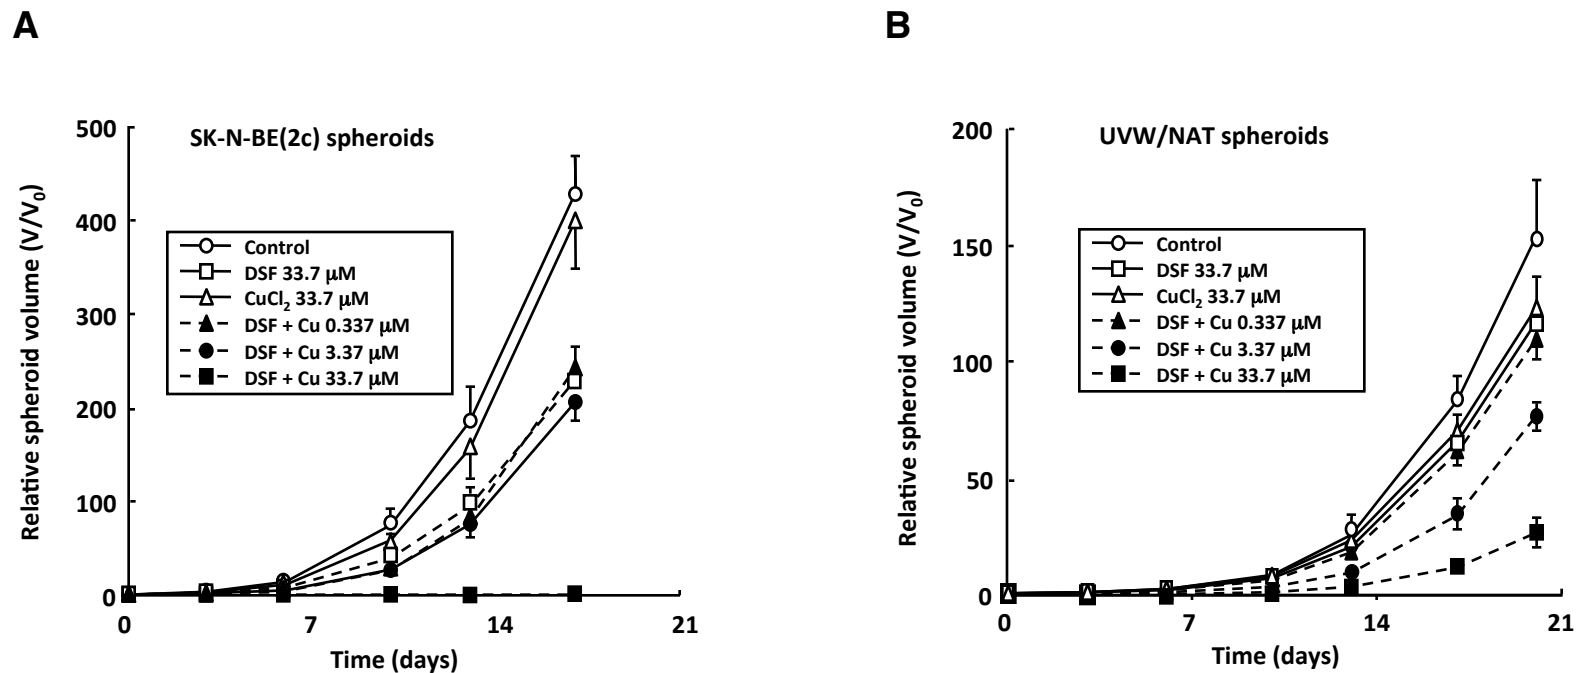 A
SK-N-BE(2c) spheroids
Relative spheroid volume (V/V₀)
500
400
300
200
100
0
Control
DSF 33.7 µM
CuCl₂ 33.7 µM
DSF + Cu 0.337 µM
DSF + Cu 3.37 µM
DSF + Cu 33.7 µM
0 7 14 21
Time (days)
B
UVW/NAT spheroids
Relative spheroid volume (V/V₀)
200
150
100
50
0
Control
DSF 33.7 µM
CuCl₂ 33.7 µM
DSF + Cu 0.337 µM
DSF + Cu 3.37 µM
DSF + Cu 33.7 µM
0 7 14 21
Time (days)